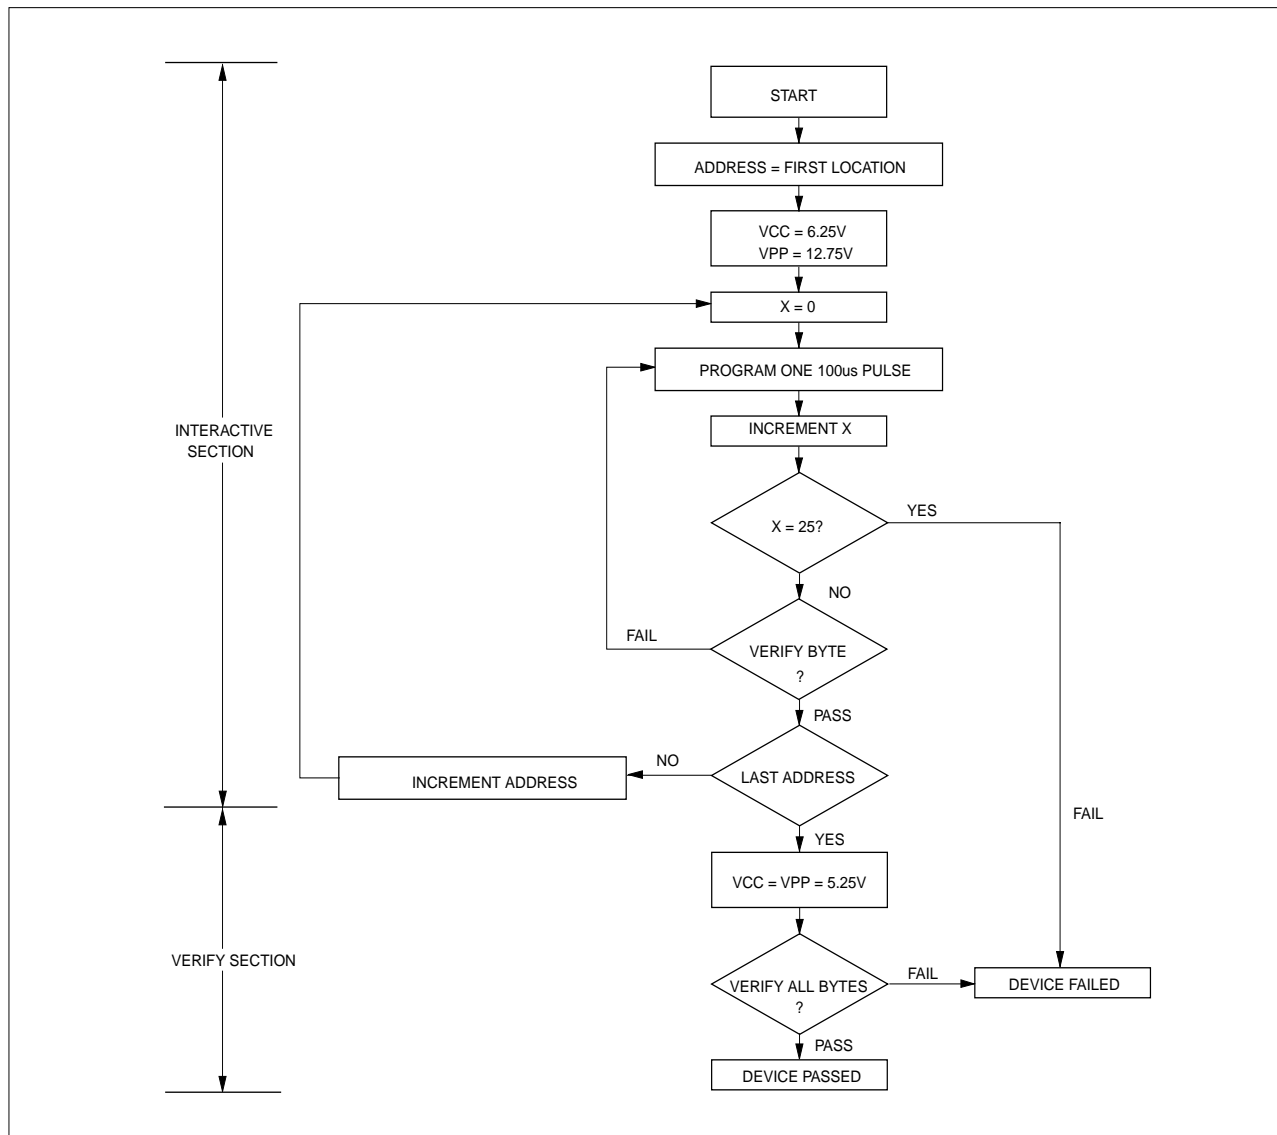 START
ADDRESS = FIRST LOCATION
VCC = 6.25V
VPP = 12.75V
X = 0
PROGRAM ONE 100us PULSE
INCREMENT X
INTERACTIVE
SECTION
X = 25?
YES
NO
FAIL
VERIFY BYTE
?
PASS
NO
LAST ADDRESS
INCREMENT ADDRESS
FAIL
YES
VCC = VPP = 5.25V
VERIFY SECTION
FAIL
VERIFY ALL BYTES
?
DEVICE FAILED
PASS
DEVICE PASSED